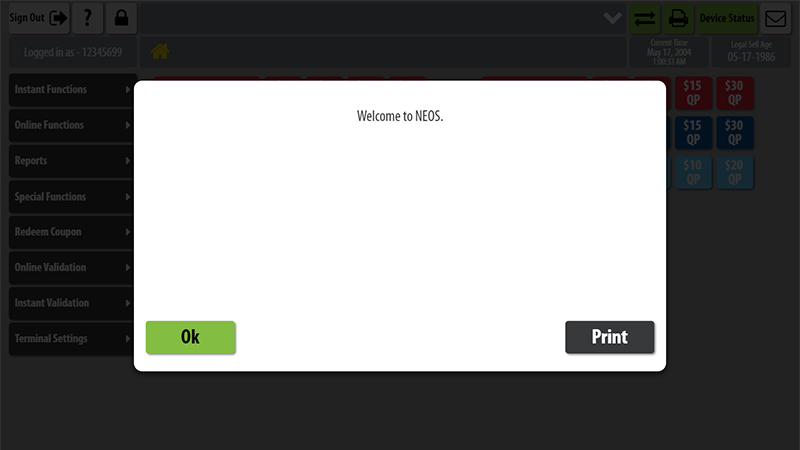 Sign Out
?
Device Status
Logged in as - 12345699
Current Time
May 17, 2004
1:00:33 AM
Legal Sell Age
05-17-1986
Instant Functions
Online Functions
Reports
Special Functions
Redeem Coupon
Online Validation
Instant Validation
Terminal Settings
$15
QP
$30
QP
$15
QP
$30
QP
$10
QP
$20
QP
Welcome to NEOS.
Ok
Print